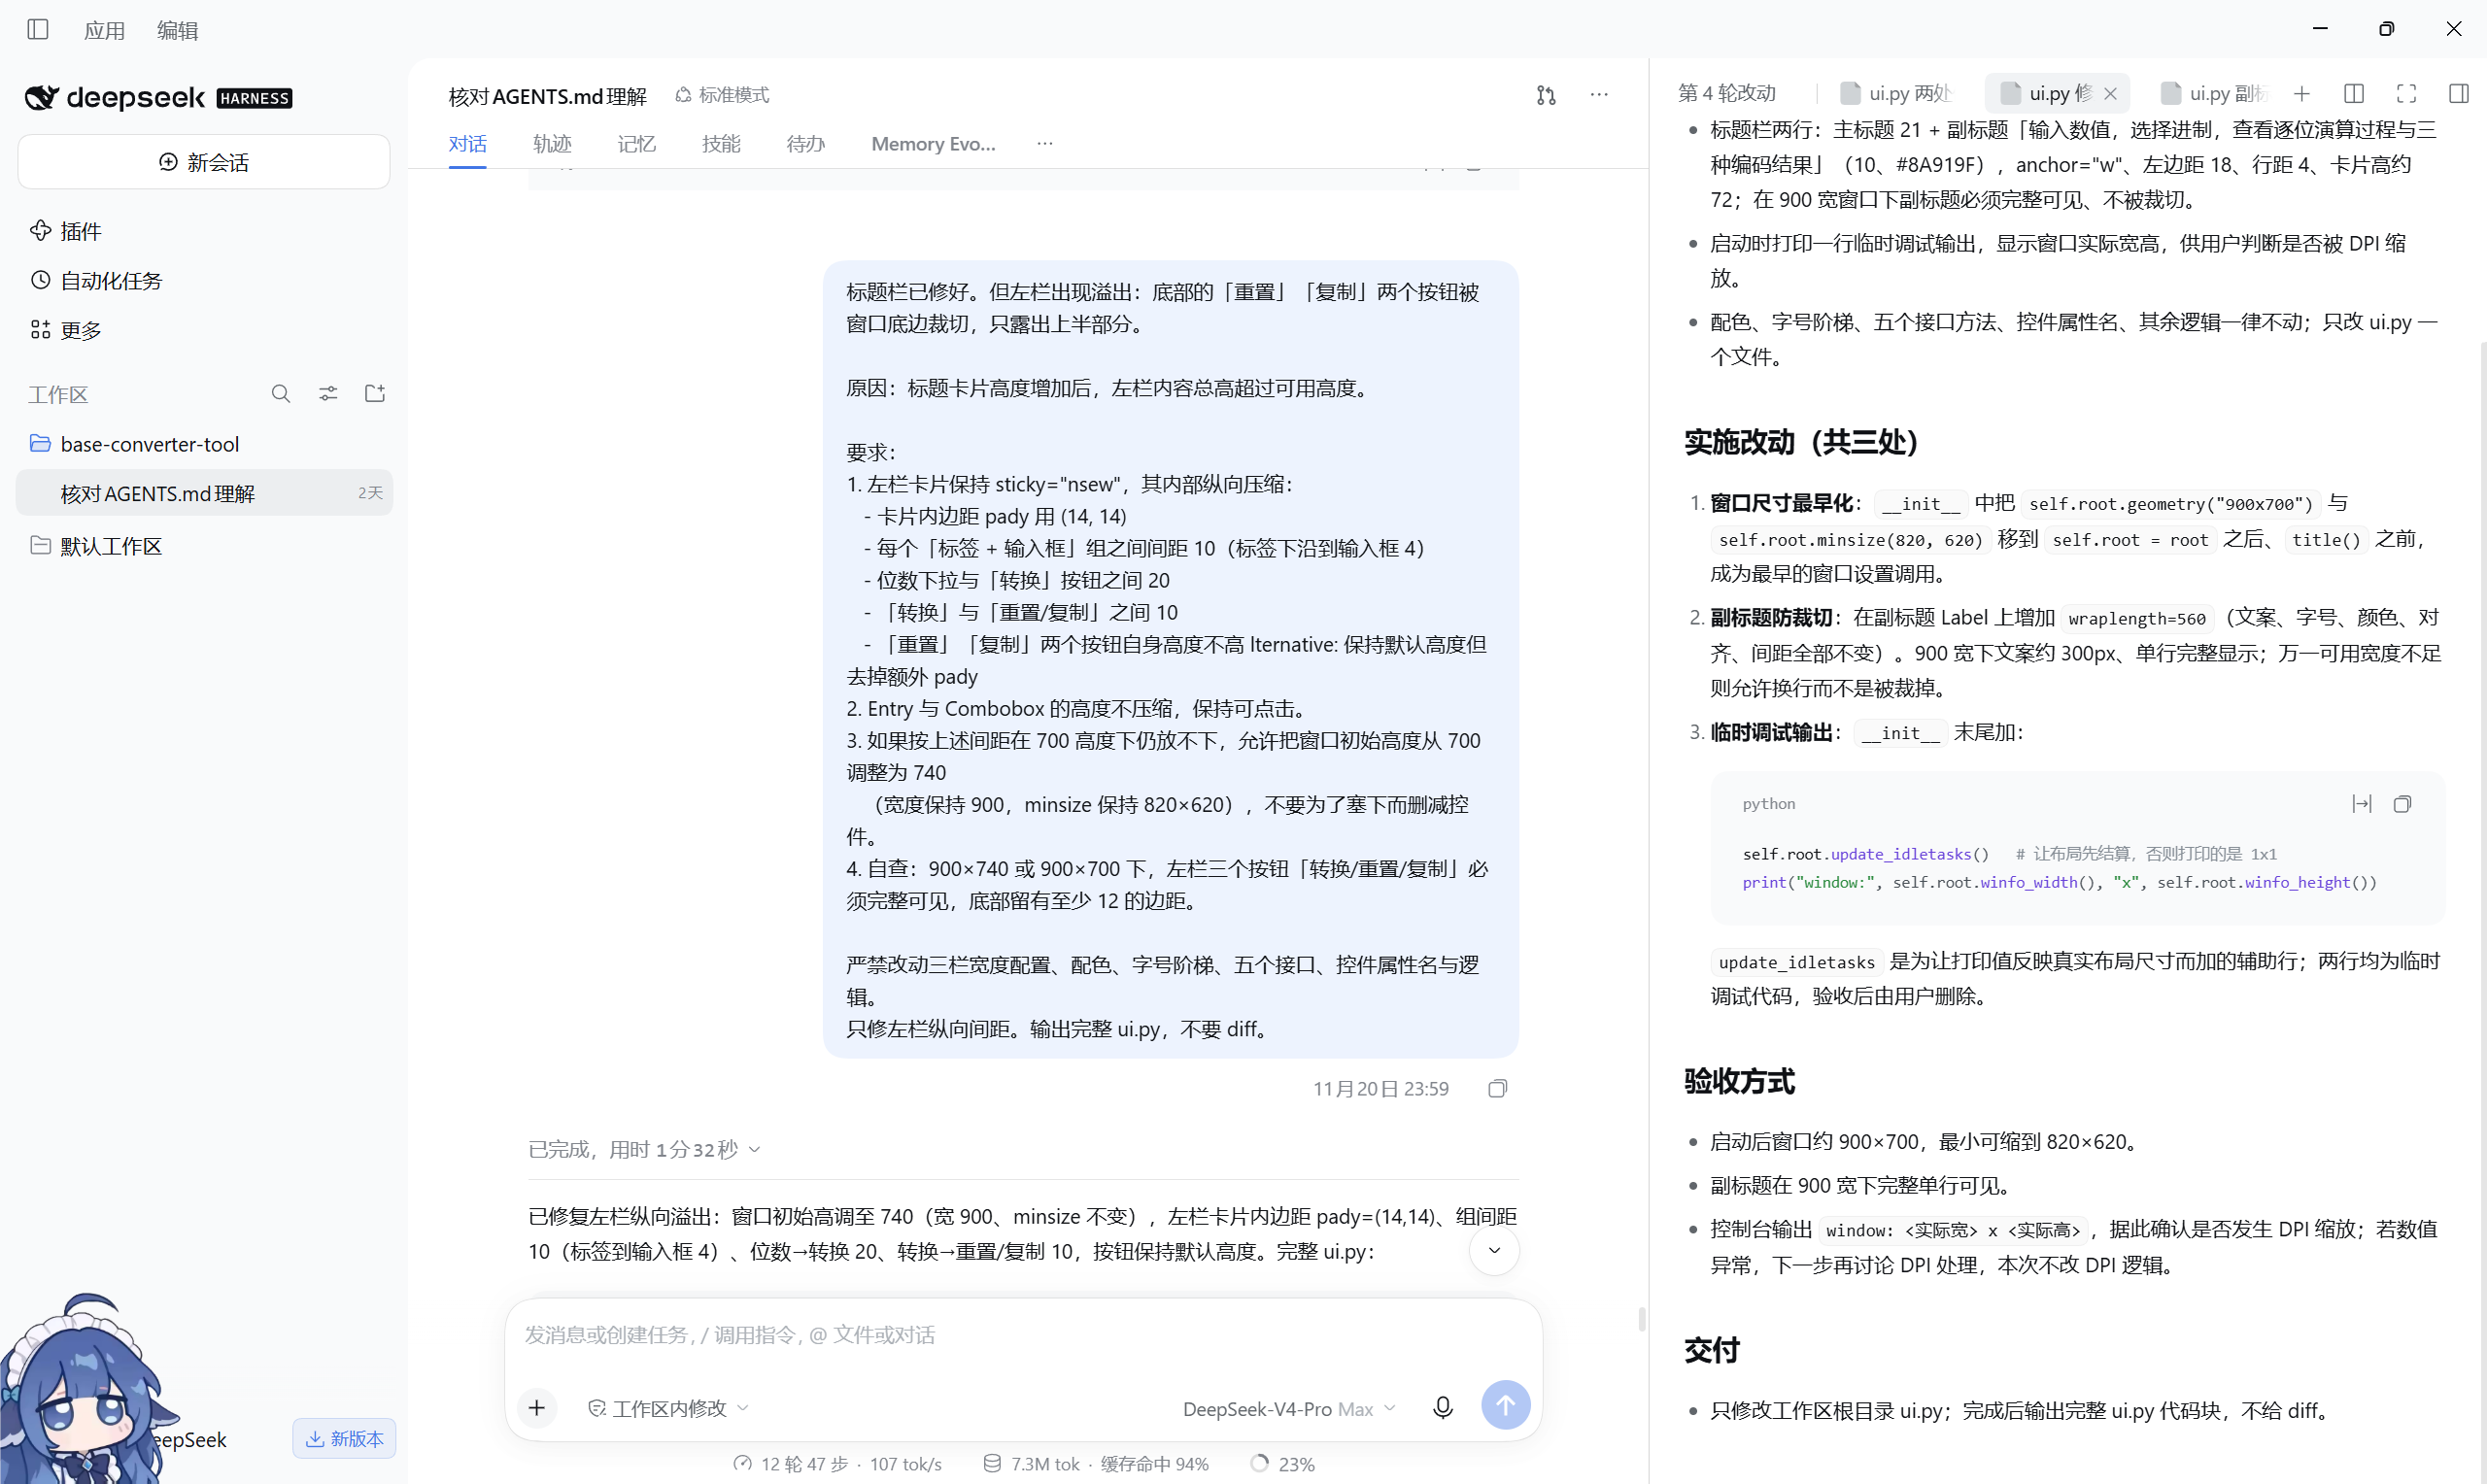 应用 编辑
deepseek HARNESS
新会话
插件
自动化任务
更多
工作区
base-converter-tool
核对 AGENTS.md 理解 2天
默认工作区
eepSeek
新版本
核对 AGENTS.md 理解 标准模式
对话 轨迹 记忆 技能 待办 Memory Evo... ...
标题栏已修好。但左栏出现溢出：底部的「重置」「复制」两个按钮被
窗口底边裁切，只露出上半部分。
原因：标题卡片高度增加后，左栏内容总高超过可用高度。
要求：
1. 左栏卡片保持 sticky="nsew"，其内部纵向压缩：
- 卡片内边距 pady 用 (14, 14)
- 每个「标签 + 输入框」组之间间距 10（标签下沿到输入框 4）
- 位数下拉与「转换」按钮之间 20
- 「转换」与「重置/复制」之间 10
- 「重置」「复制」两个按钮自身高度不高 lternative: 保持默认高度但
去掉额外 pady
2. Entry 与 Combobox 的高度不压缩，保持可点击。
3. 如果按上述间距在 700 高度下仍放不下，允许把窗口初始高度从 700
调整为 740
（宽度保持 900，minsize 保持 820×620），不要为了塞下而删减控
件。
4. 自查：900×740 或 900×700 下，左栏三个按钮「转换/重置/复制」必
须完整可见，底部留有至少 12 的边距。
严禁改动三栏宽度配置、配色、字号阶梯、五个接口、控件属性名与逻
辑。
只修左栏纵向间距。输出完整 ui.py，不要 diff。
11月20日 23:59
已完成，用时 1分32秒
已修复左栏纵向溢出：窗口初始高调至 740（宽 900、minsize 不变），左栏卡片内边距 pady=(14,14)、组间距
10（标签到输入框 4）、位数→转换 20、转换→重置/复制 10，按钮保持默认高度。完整 ui.py：
发消息或创建任务, / 调用指令, @ 文件或对话
工作区内修改 DeepSeek-V4-Pro Max
12 轮 47 步 · 107 tok/s 7.3M tok · 缓存命中 94% 23%
第 4 轮改动 ui.py 两处 ui.py 修 ui.py 副标
标题栏两行：主标题 21 + 副标题「输入数值，选择进制，查看逐位演算过程与三
种编码结果」（10、#8A919F），anchor="w"、左边距 18、行距 4、卡片高约
72；在 900 宽窗口下副标题必须完整可见、不被裁切。
启动时打印一行临时调试输出，显示窗口实际宽高，供用户判断是否被 DPI 缩
放。
配色、字号阶梯、五个接口方法、控件属性名、其余逻辑一律不动；只改 ui.py 一
个文件。
实施改动（共三处）
1. 窗口尺寸最早化：__init__ 中把 self.root.geometry("900x700") 与
self.root.minsize(820, 620) 移到 self.root = root 之后、title() 之前，
成为最早的窗口设置调用。
2. 副标题防裁切：在副标题 Label 上增加 wraplength=560（文案、字号、颜色、对
齐、间距全部不变）。900 宽下文案约 300px、单行完整显示；万一可用宽度不足
则允许换行而不是被裁掉。
3. 临时调试输出：__init__ 末尾加：
python
self.root.update_idletasks() # 让布局先结算，否则打印的是 1x1
print("window:", self.root.winfo_width(), "x", self.root.winfo_height())
update_idletasks 是为让打印值反映真实布局尺寸而加的辅助行；两行均为临时
调试代码，验收后由用户删除。
验收方式
启动后窗口约 900×700，最小可缩到 820×620。
副标题在 900 宽下完整单行可见。
控制台输出 window: <实际宽> x <实际高>，据此确认是否发生 DPI 缩放；若数值
异常，下一步再讨论 DPI 处理，本次不改 DPI 逻辑。
交付
只修改工作区根目录 ui.py；完成后输出完整 ui.py 代码块，不给 diff。